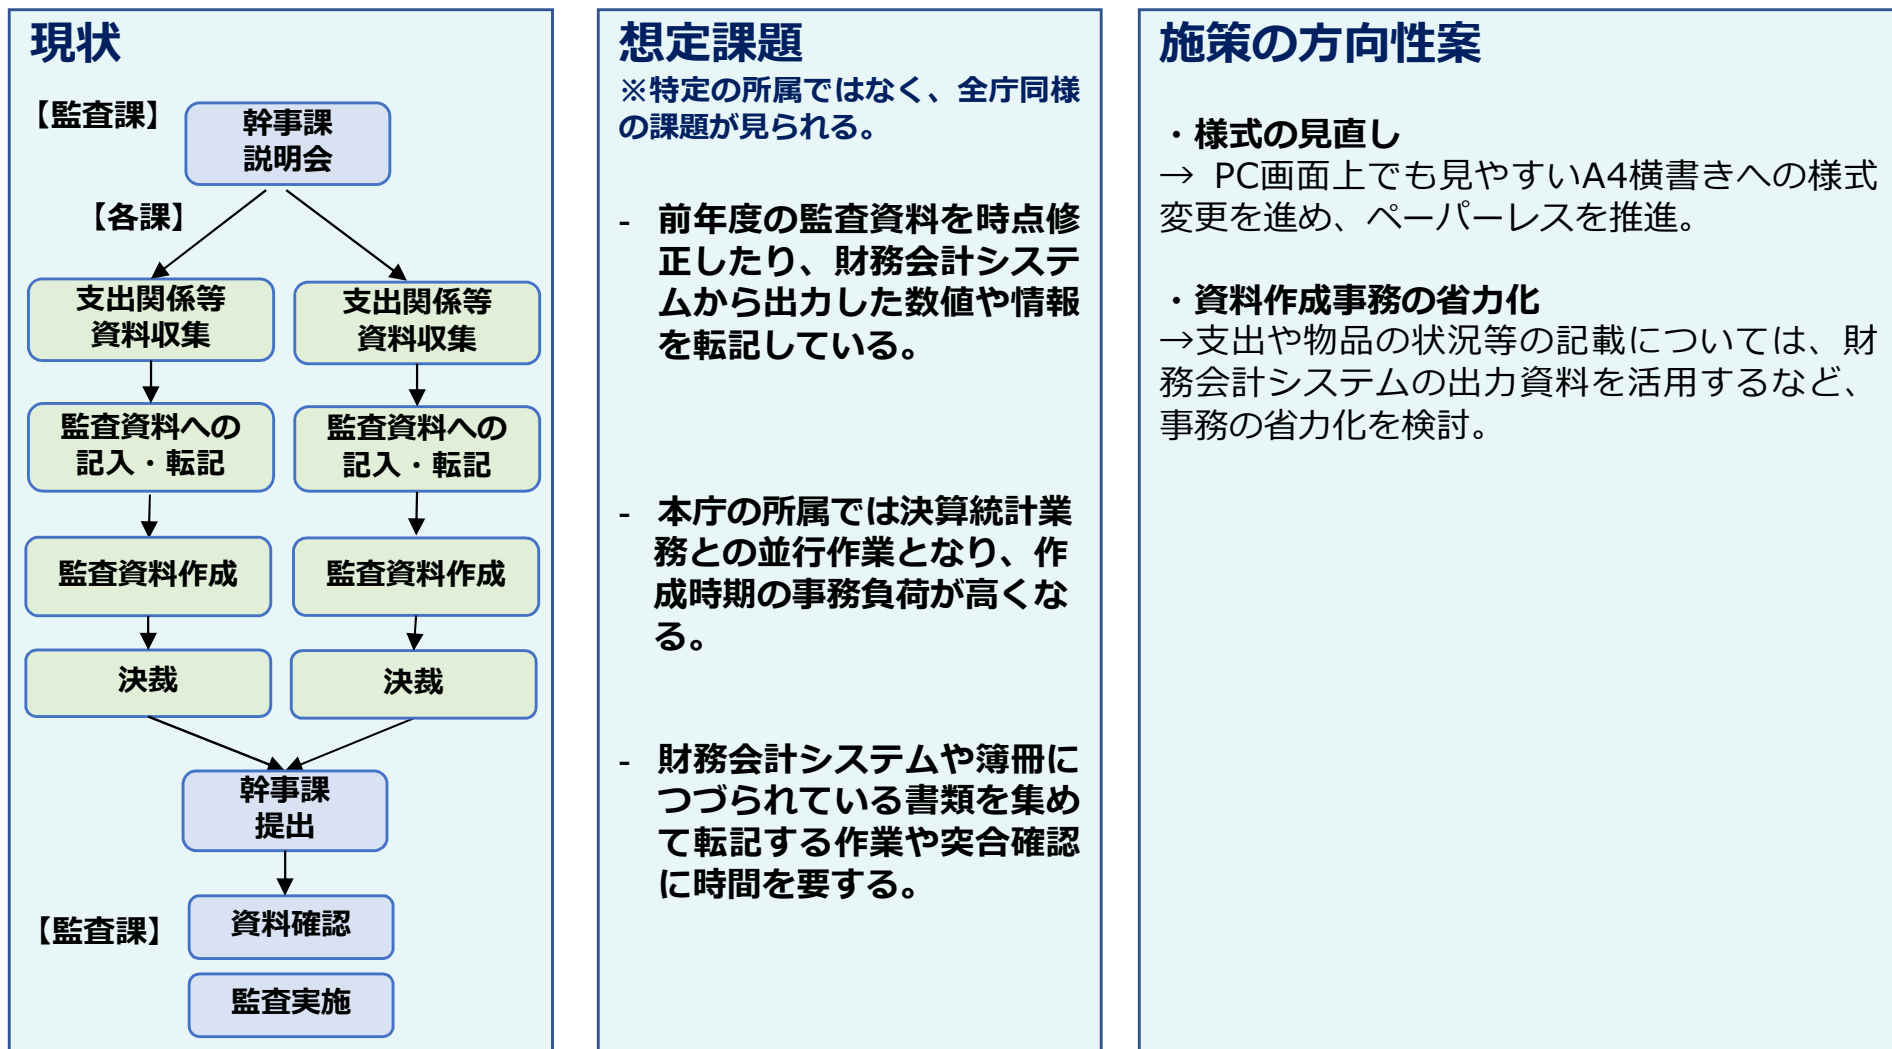 現状
【監査課】
幹事課
説明会
【各課】
支出関係等
資料収集
支出関係等
資料収集
監査資料への
記入・転記
監査資料への
記入・転記
監査資料作成
監査資料作成
決裁
決裁
幹事課
提出
【監査課】
資料確認
監査実施
想定課題
※特定の所属ではなく、全庁同様
の課題が見られる。
- 前年度の監査資料を時点修
正したり、財務会計システ
ムから出力した数値や情報
を転記している。
- 本庁の所属では決算統計業
務との並行作業となり、作
成時期の事務負荷が高くな
る。
- 財務会計システムや簿冊に
つづられている書類を集め
て転記する作業や突合確認
に時間を要する。
施策の方向性案
・様式の見直し
→ PC画面上でも見やすいA4横書きへの様式
変更を進め、ペーパーレスを推進。
・資料作成事務の省力化
→支出や物品の状況等の記載については、財
務会計システムの出力資料を活用するなど、
事務の省力化を検討。